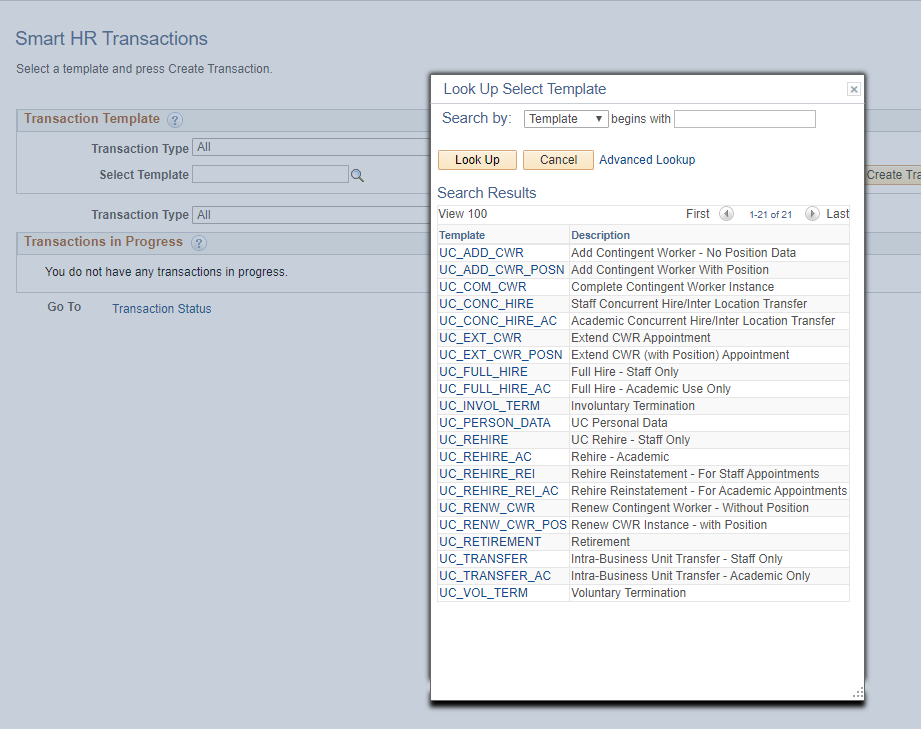 Smart HR Transactions
Select a template and press Create Transaction.
Transaction Template ?
Transaction Type All
Select Template
Create Tra
Transaction Type All
Transactions in Progress ?
You do not have any transactions in progress.
Go To Transaction Status
Look Up Select Template ×
Search by: Template ▼ begins with
Look Up Cancel Advanced Lookup
Search Results
View 100 First 1-21 of 21 Last
Template Description
UC_ADD_CWR Add Contingent Worker - No Position Data
UC_ADD_CWR_POSN Add Contingent Worker With Position
UC_COM_CWR Complete Contingent Worker Instance
UC_CONC_HIRE Staff Concurrent Hire/Inter Location Transfer
UC_CONC_HIRE_AC Academic Concurrent Hire/Inter Location Transfer
UC_EXT_CWR Extend CWR Appointment
UC_EXT_CWR_POSN Extend CWR (with Position) Appointment
UC_FULL_HIRE Full Hire - Staff Only
UC_FULL_HIRE_AC Full Hire - Academic Use Only
UC_INVOL_TERM Involuntary Termination
UC_PERSON_DATA UC Personal Data
UC_REHIRE UC Rehire - Staff Only
UC_REHIRE_AC Rehire - Academic
UC_REHIRE_REI Rehire Reinstatement - For Staff Appointments
UC_REHIRE_REI_AC Rehire Reinstatement - For Academic Appointments
UC_RENW_CWR Renew Contingent Worker - Without Position
UC_RENW_CWR_POS Renew CWR Instance - with Position
UC_RETIREMENT Retirement
UC_TRANSFER Intra-Business Unit Transfer - Staff Only
UC_TRANSFER_AC Intra-Business Unit Transfer - Academic Only
UC_VOL_TERM Voluntary Termination